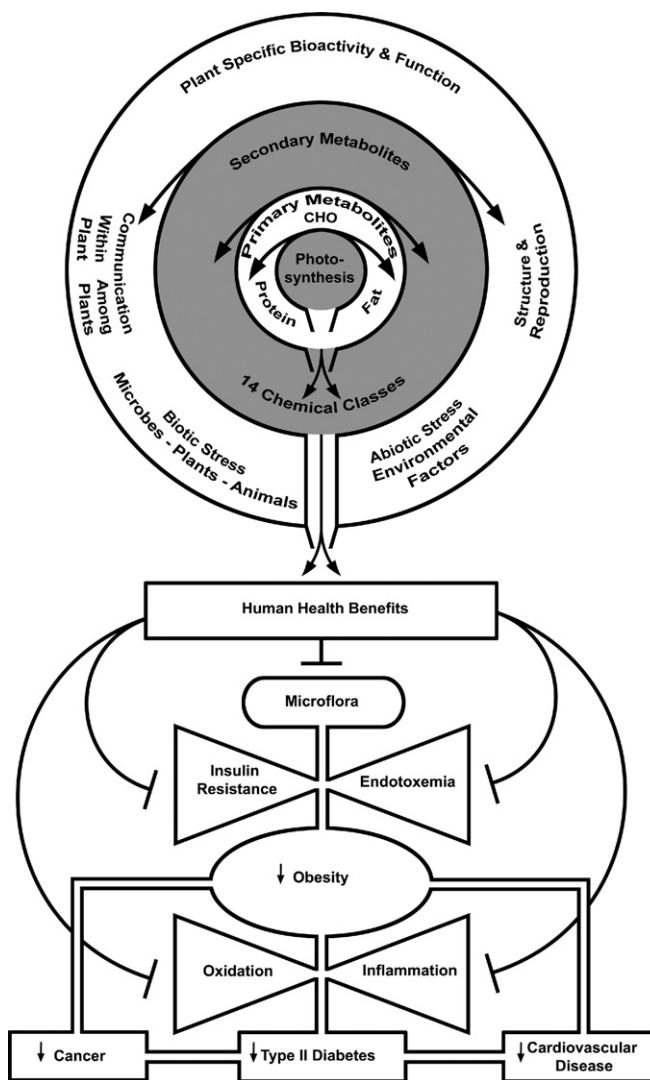 Plant Specific Bioactivity & Function
Secondary Metabolites
Primary Metabolites
CHO
Photo-
synthesis
Protein
Fat
14 Chemical Classes
Communication
Within Among
Plant Plants
Structure &
Reproduction
Biotic Stress
Microbes - Plants - Animals
Abiotic Stress
Environmental
Factors
Human Health Benefits
Microflora
Insulin
Resistance
Endotoxemia
↓ Obesity
Oxidation
Inflammation
↓ Cancer
↓ Type II Diabetes
↓ Cardiovascular
Disease